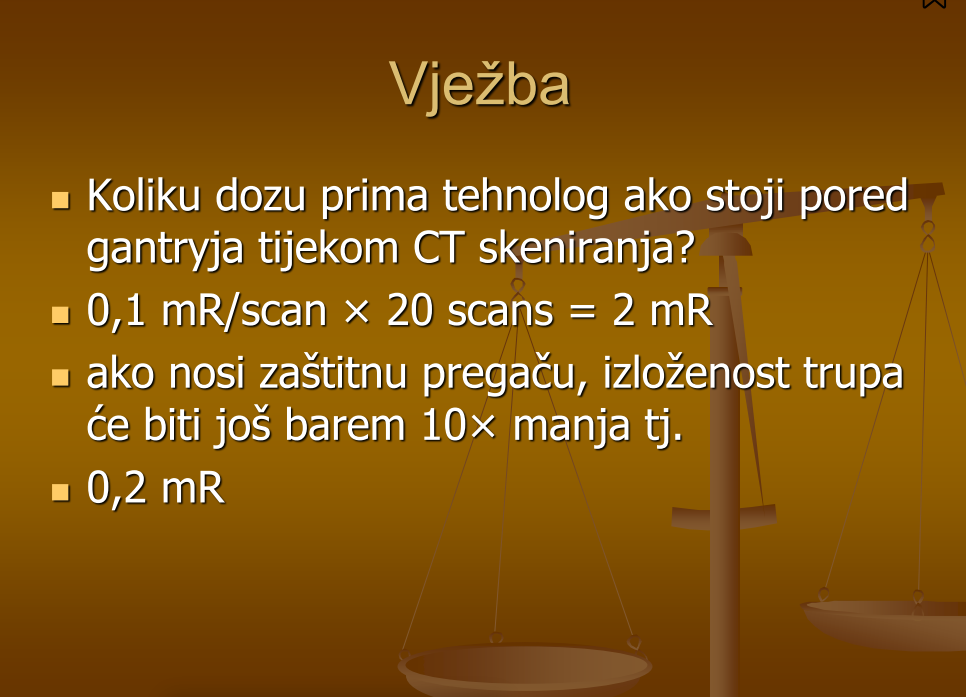 Vježba
Koliku dozu prima tehnolog ako stoji pored
gantryja tijekom CT skeniranja?
0,1 mR/scan × 20 scans = 2 mR
ako nosi zaštitnu pregaču, izloženost trupa
će biti još barem 10× manja tj.
0,2 mR